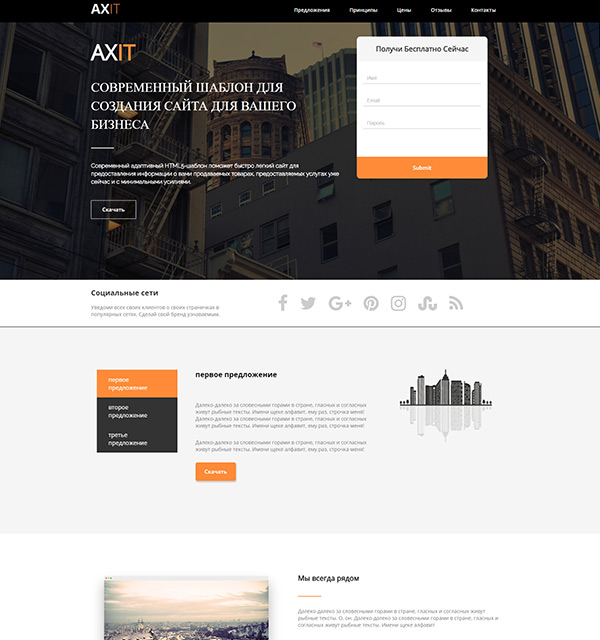 AXIT
Предложения Принципы Цены Отзывы Контакты
AXIT
СОВРЕМЕННЫЙ ШАБЛОН ДЛЯ
СОЗДАНИЯ САЙТА ДЛЯ ВАШЕГО
БИЗНЕСА
Современный адаптивный HTML5-шаблон поможет быстро легкий сайт для
предоставления информации о вами продаваемых товарах, предоставляемых услугах уже
сейчас и с минимальными усилиями.
Скачать
Получи Бесплатно Сейчас
Имя
Email
Пароль
Submit
Социальные сети
Уведоми всех своих клиентов о своих страничках в
популярных сетях. Сделай свой бренд узнаваемым.
первое
предложение
второе
предложение
третье
предложение
первое предложение
Далеко-далеко за словесными горами в стране, гласных и согласных
живут рыбные тексты. Имени щеке алфавит, ему раз, строчка меня!
Далеко-далеко за словесными горами в стране, гласных и согласных
живут рыбные тексты. Имени щеке алфавит, ему раз, строчка меня!
Далеко-далеко за словесными горами в стране, гласных и согласных
живут рыбные тексты. Имени щеке алфавит, ему раз, строчка меня!
Скачать
Мы всегда рядом
Далеко-далеко за словесными горами в стране, гласных и согласных живут
рыбные тексты. О, он. Далеко-далеко за словесными горами в стране, гласных и согласных
живут рыбные тексты. Имени щеке алфавит